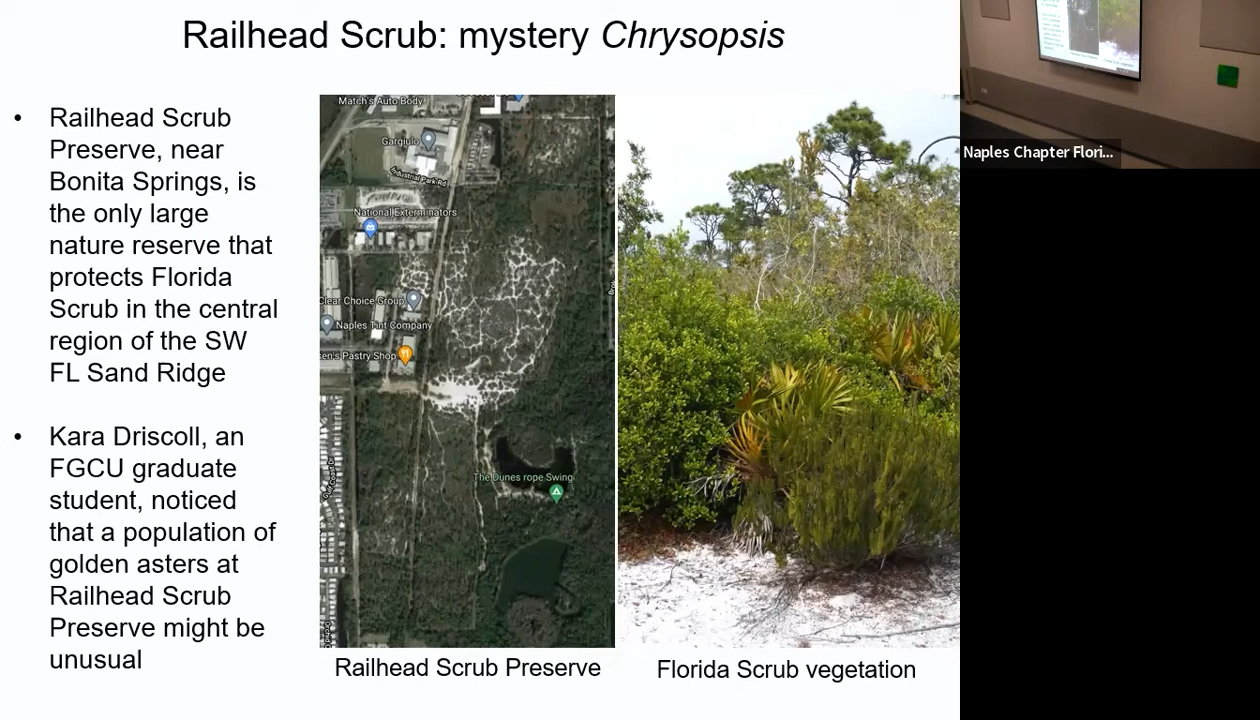 Railhead Scrub: mystery Chrysopsis
• Railhead Scrub
Preserve, near
Bonita Springs, is
the only large
nature reserve that
protects Florida
Scrub in the central
region of the SW
FL Sand Ridge
• Kara Driscoll, an
FGCU graduate
student, noticed
that a population of
golden asters at
Railhead Scrub
Preserve might be
unusual
Match's Auto Body
Gargiulo
Industrial Park Rd
National Exterminators
Clear Choice Group
Naples Tint Company
sen's Pastry Shop
The Dunes rope Swing
Railhead Scrub Preserve
Florida Scrub vegetation
Naples Chapter Flori...